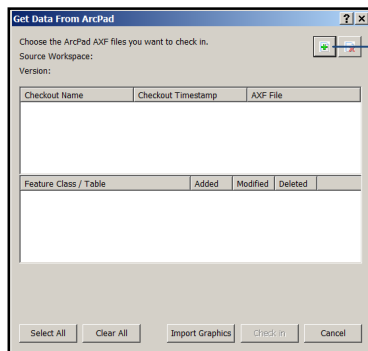 Get Data From ArcPad
Choose the ArcPad AXF files you want to check in.
Source Workspace:
Version:
Checkout Name Checkout Timestamp AXF File
Feature Class / Table Added Modified Deleted
Select All Clear All Import Graphics Check in Cancel